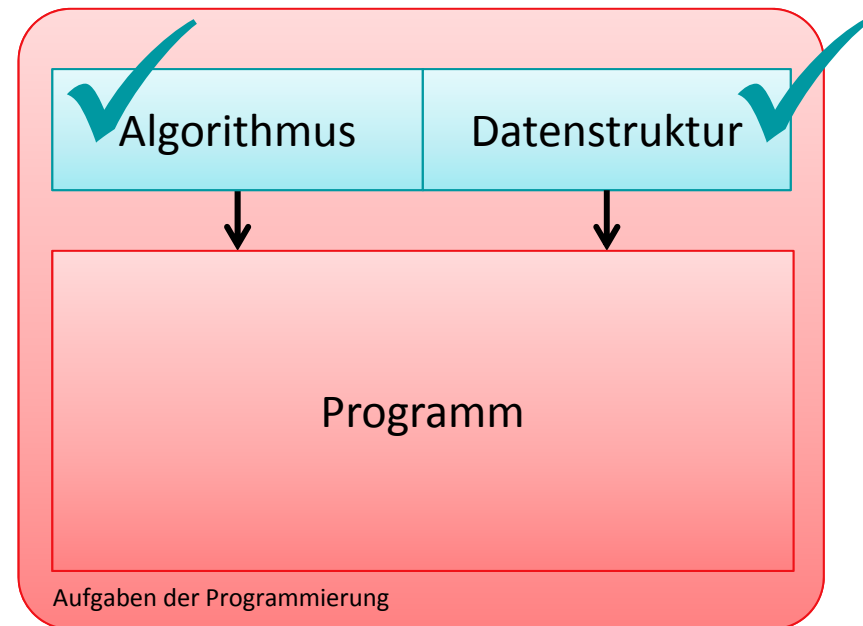 Algorithmus
Datenstruktur
Programm
Aufgaben der Programmierung